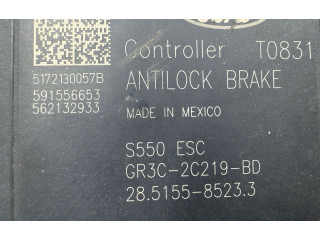 Ford
Controller T0831
5172130057B
591556653
562132933
ANTILOCK BRAKE
MADE IN MEXICO
S550 ESC
GR3C-2C219-BD
28.5155-8523.3